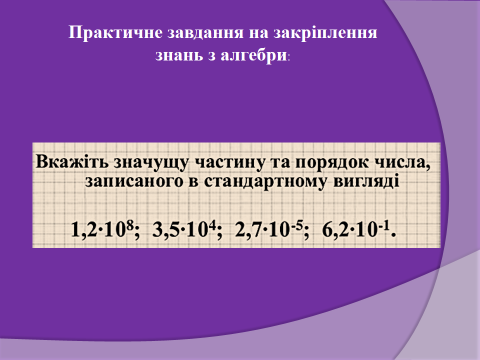 Практичне завдання на закріплення
знань з алгебри:
Вкажіть значущу частину та порядок числа,
записаного в стандартному вигляді
1,2·10⁸; 3,5·10⁴; 2,7·10⁻⁵; 6,2·10⁻¹.